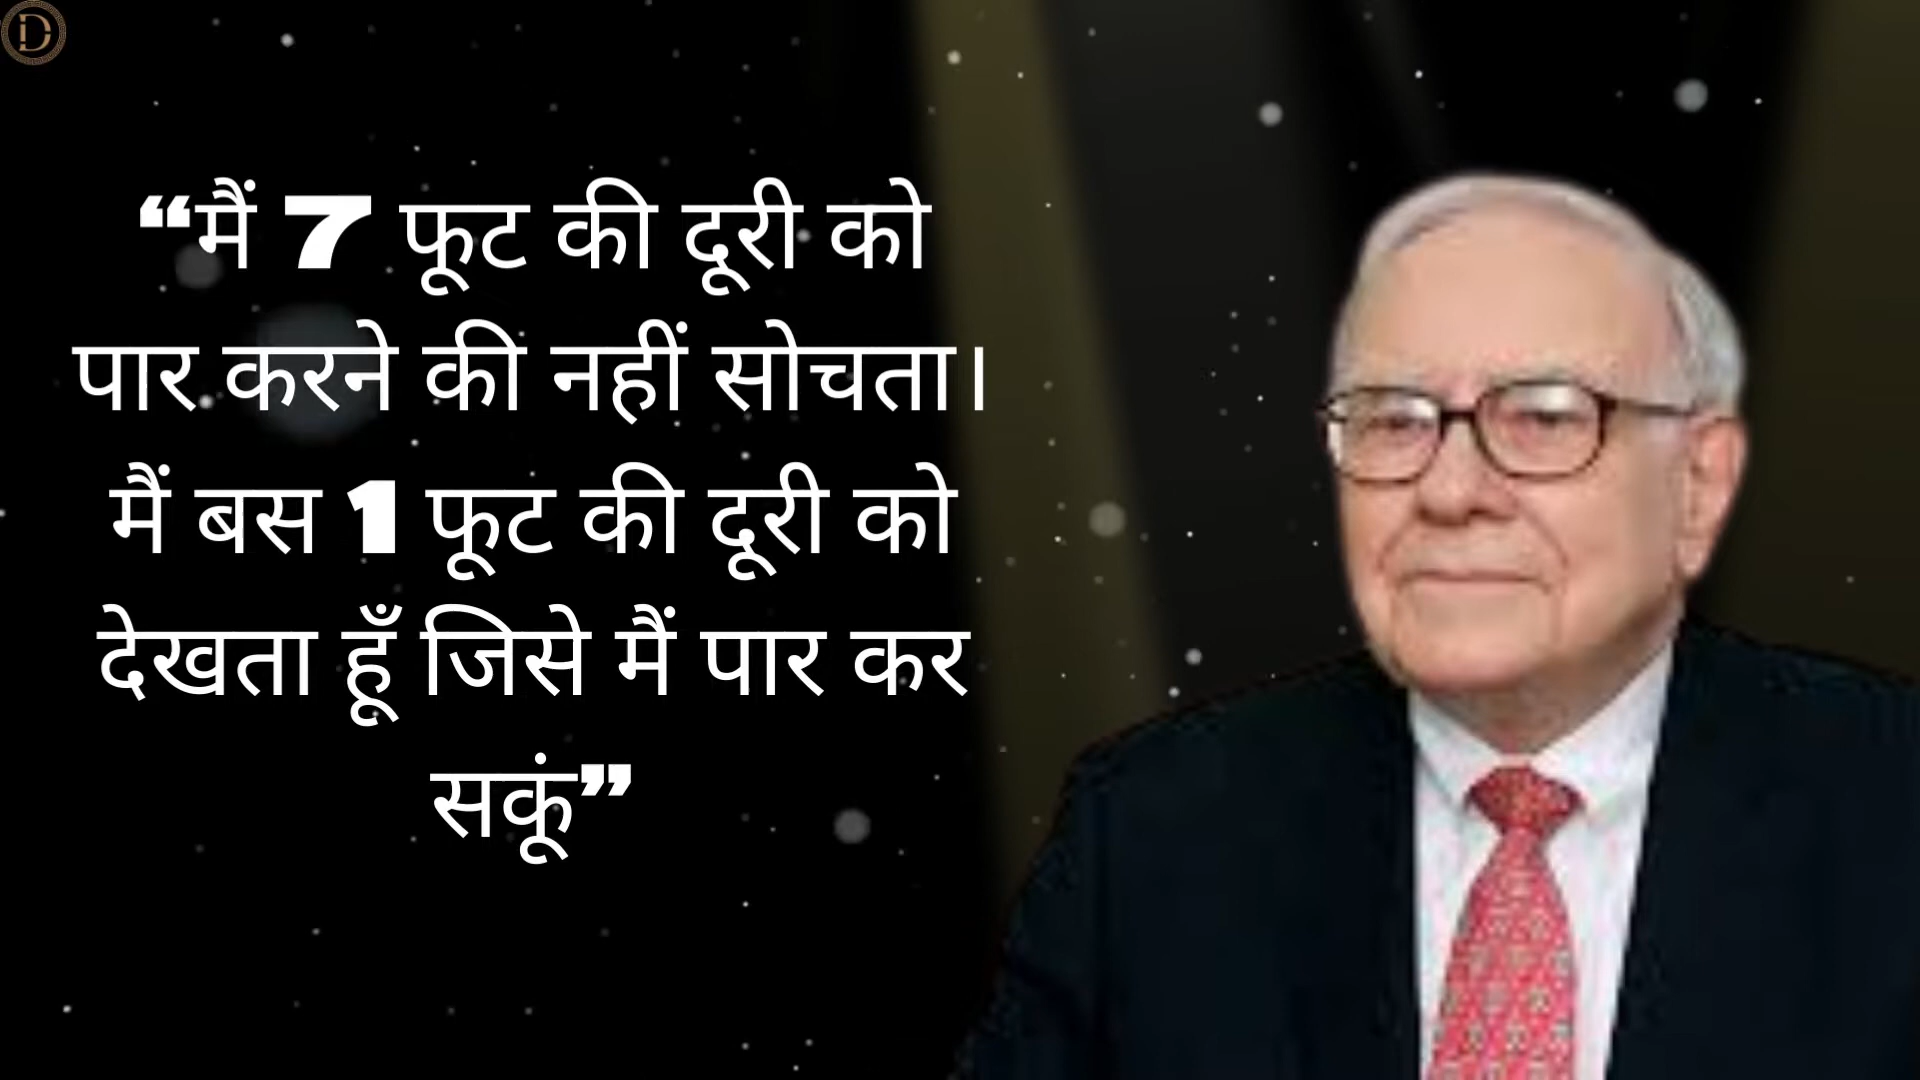 D
“मैं 7 फूट की दूरी को
पार करने की नहीं सोचता।
मैं बस 1 फूट की दूरी को
देखता हूँ जिसे मैं पार कर
सकूं”